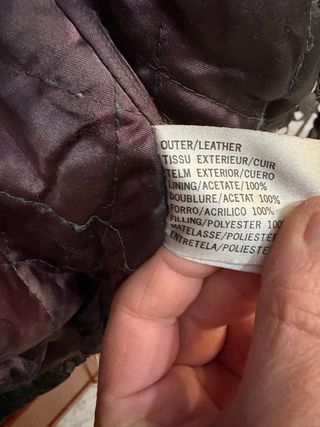 OUTER/LEATHER
TISSU EXTERIEUR/CUIR
TELM EXTERIOR/CUERO
LINING/ACETATE/100%
DOUBLURE/ACETAT 100%
FORRO/ACRILICO 100%
FILLING/POLYESTER 100
MATELASSE/POLYESTER
ENTRETELA/POLIESTE